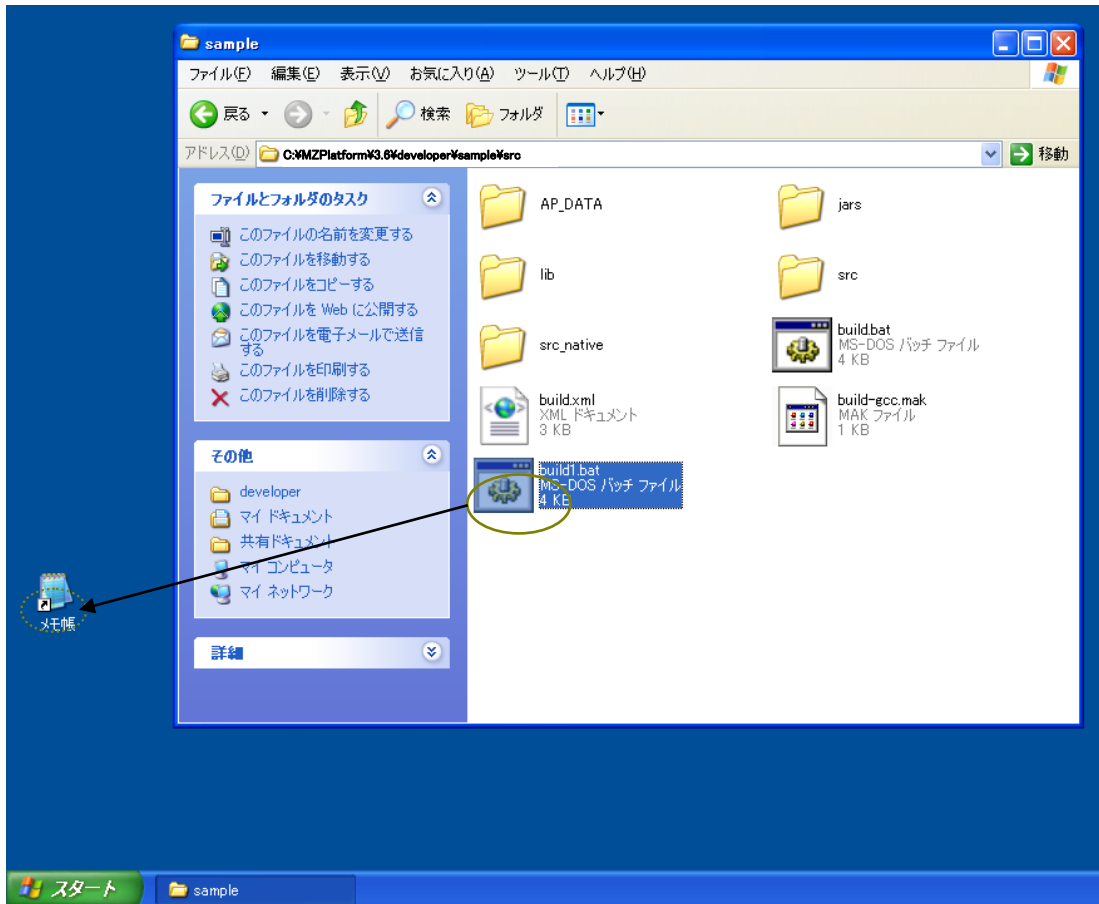 sample
ファイル(F) 編集(E) 表示(V) お気に入り(A) ツール(T) ヘルプ(H)
戻る 検索 フォルダ
アドレス(D) C:¥MZPlatform¥3.6¥developer¥sample¥src 移動
ファイルとフォルダのタスク
このファイルの名前を変更する
このファイルを移動する
このファイルをコピーする
このファイルを Web に公開する
このファイルを電子メールで送信
する
このファイルを印刷する
このファイルを削除する
その他
developer
マイ ドキュメント
共有ドキュメント
マイ コンピュータ
マイ ネットワーク
詳細
AP_DATA
jars
lib
src
src_native
build.bat
MS-DOS バッチ ファイル
4 KB
build.xml
XML ドキュメント
3 KB
build-gcc.mak
MAK ファイル
1 KB
build1.bat
MS-DOS バッチ ファイル
4 KB
メモ帳
スタート
sample